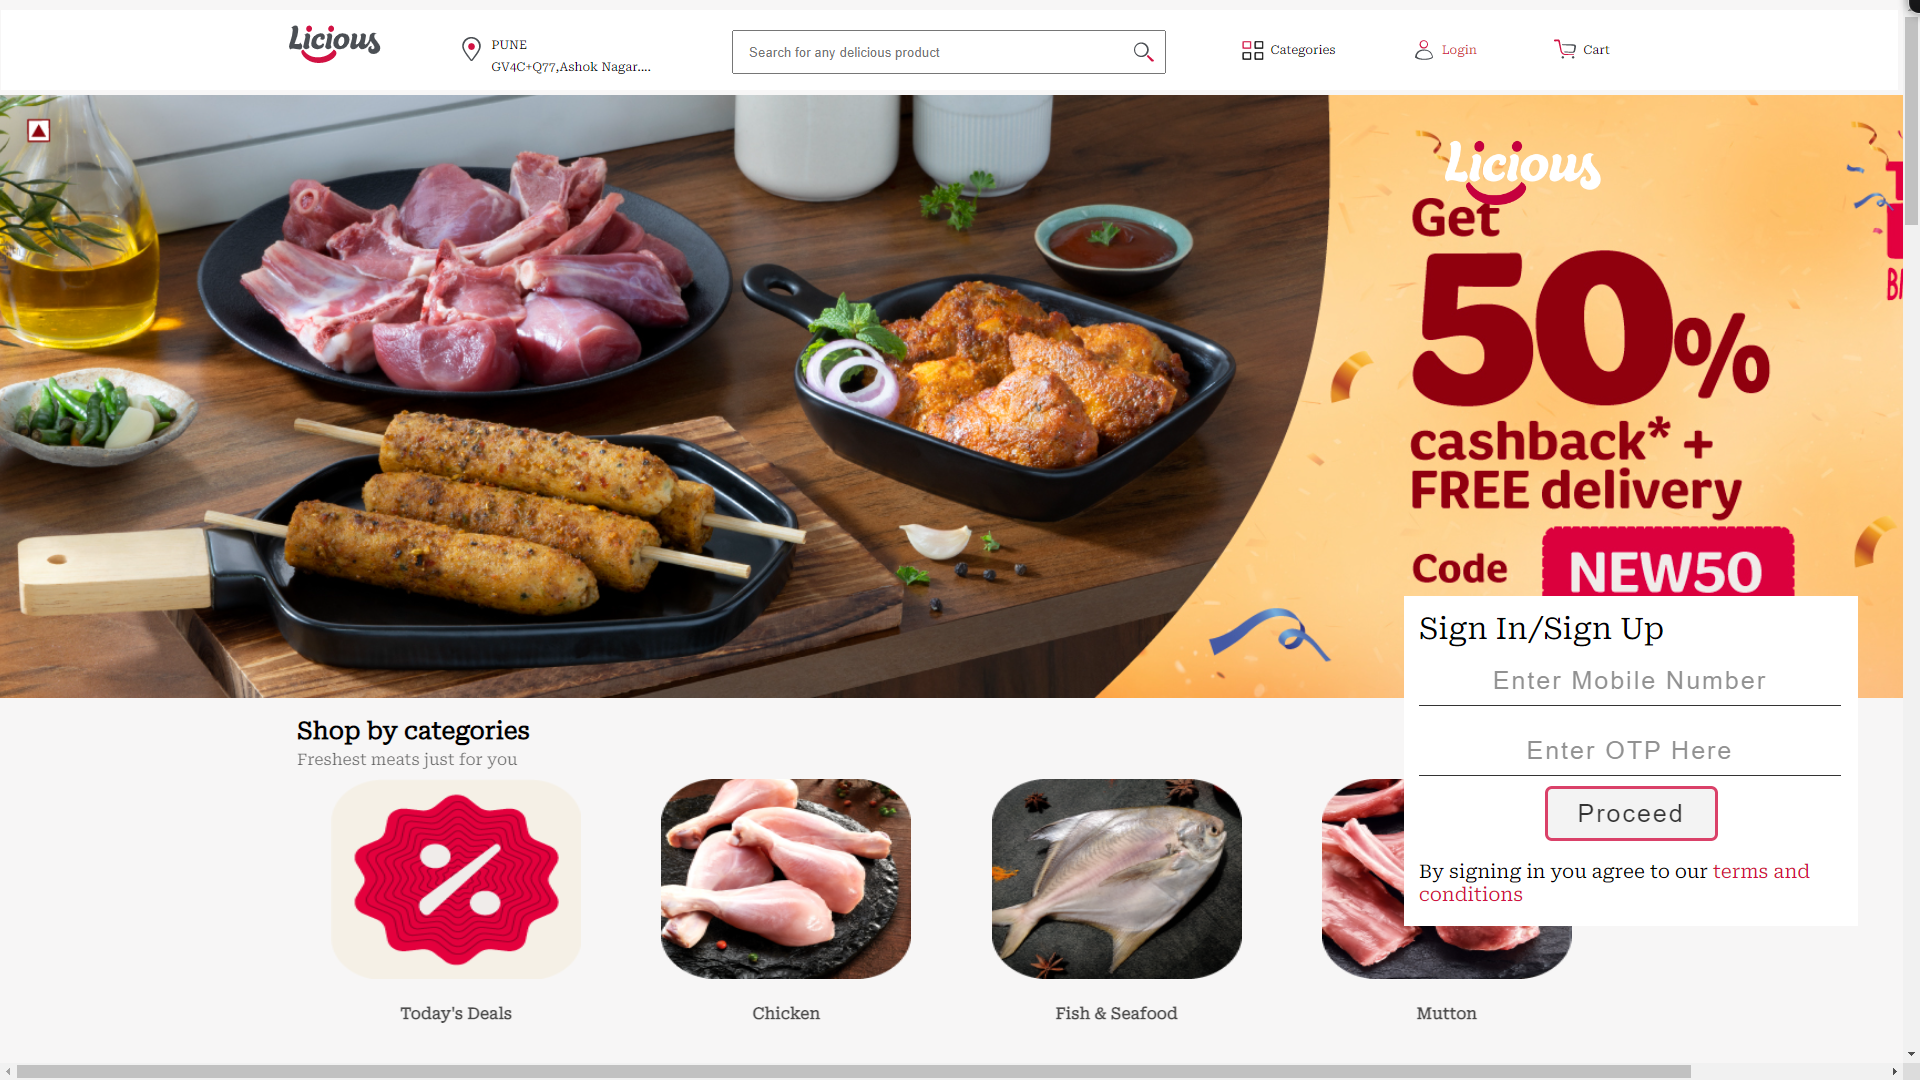 Licious
PUNE
GV4C+Q77,Ashok Nagar....
Search for any delicious product
Categories
Login
Cart
Licious
Get
50%
cashback* +
FREE delivery
Code NEW50
Sign In/Sign Up
Enter Mobile Number
Enter OTP Here
Proceed
By signing in you agree to our terms and
conditions
Shop by categories
Freshest meats just for you
Today's Deals
Chicken
Fish & Seafood
Mutton